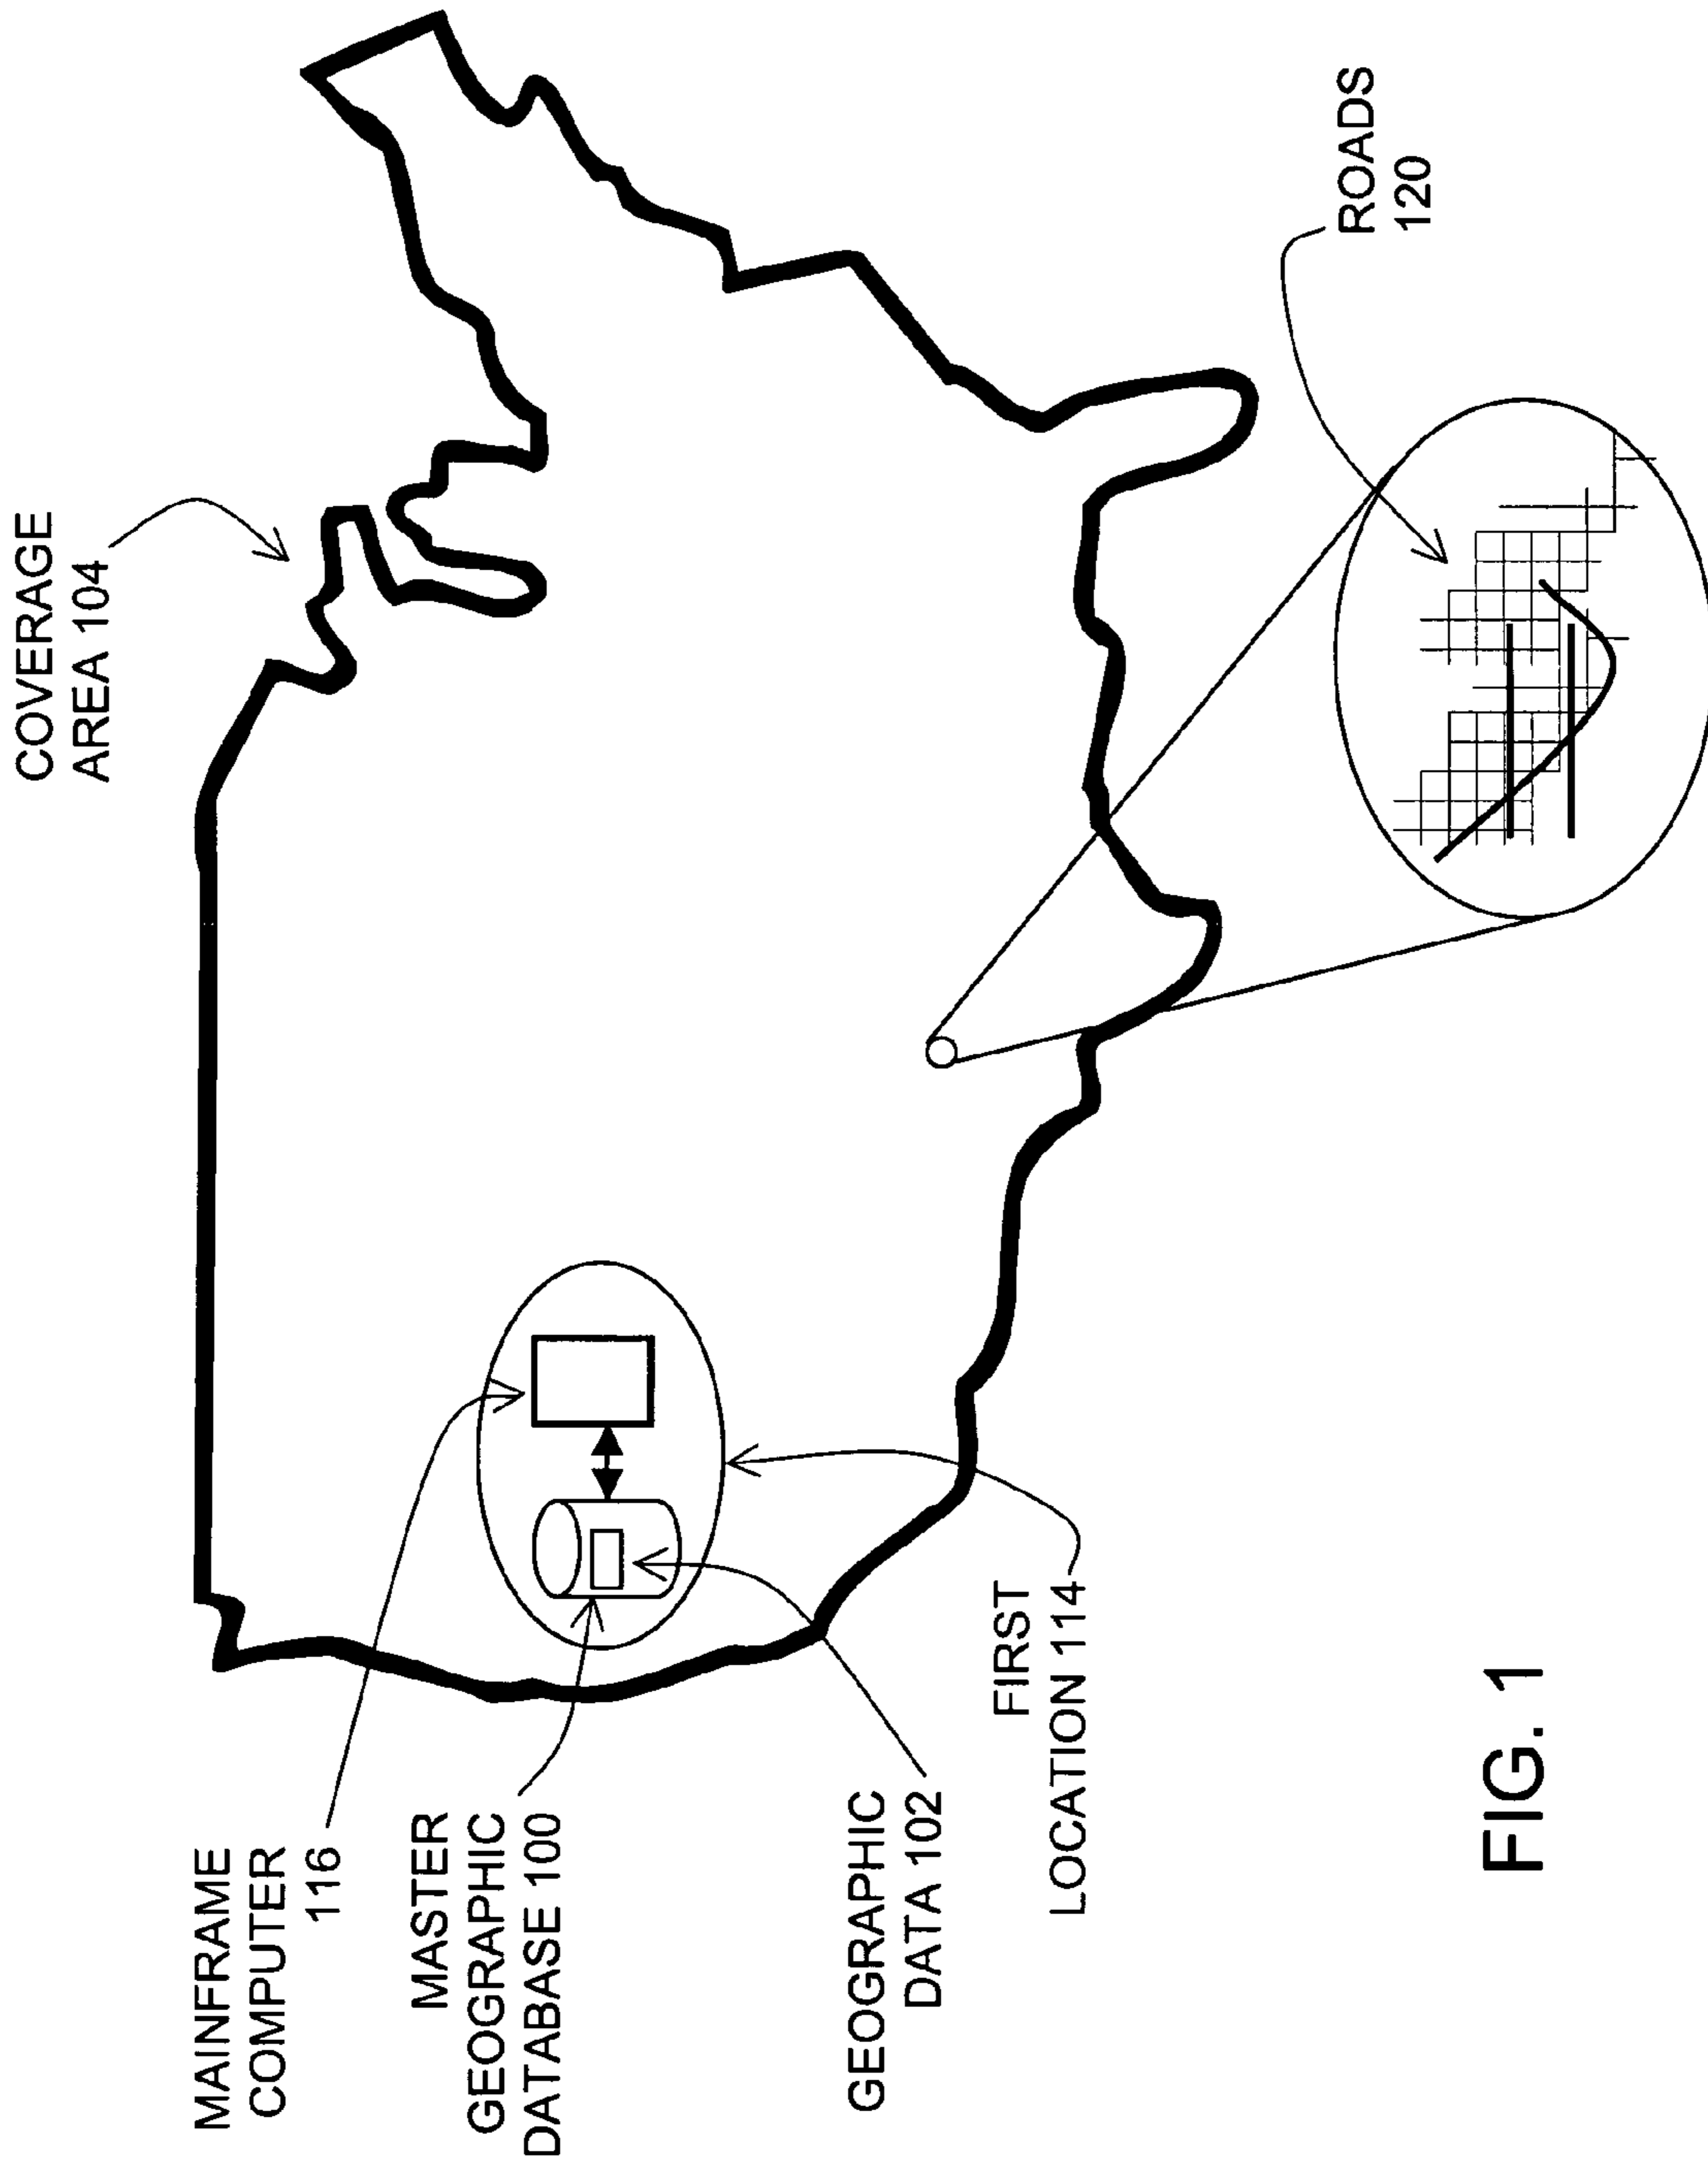 COVERAGE
AREA 104
MAINFRAME
COMPUTER
116
MASTER
GEOGRAPHIC
DATABASE 100
GEOGRAPHIC
DATA 102
FIRST
LOCATION 114
ROADS
120
FIG. 1